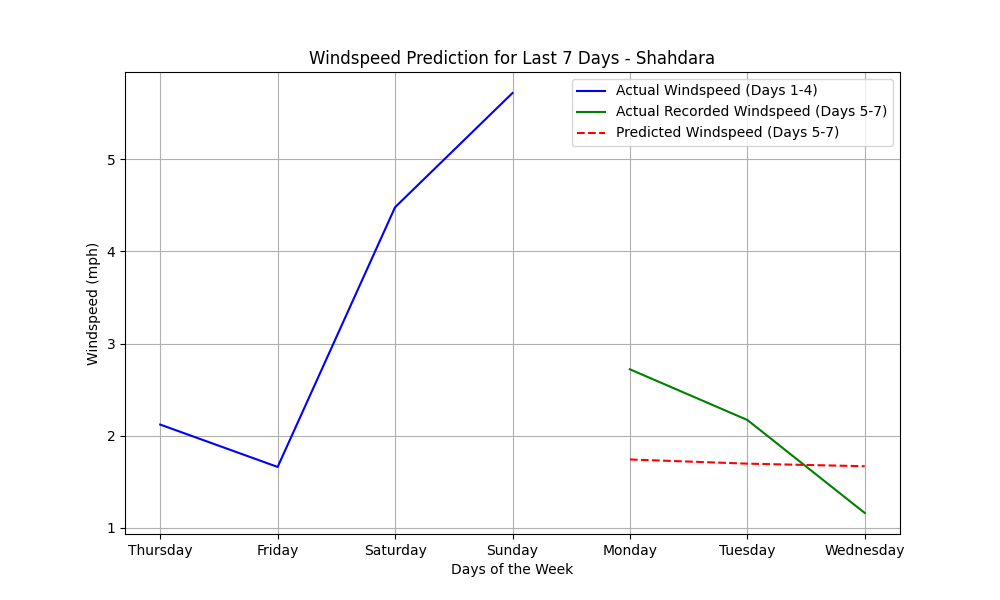 Windspeed Prediction for Last 7 Days - Shahdara
Actual Windspeed (Days 1-4)
Actual Recorded Windspeed (Days 5-7)
Predicted Windspeed (Days 5-7)
Windspeed (mph)
5
4
3
2
1
Thursday Friday Saturday Sunday Monday Tuesday Wednesday
Days of the Week